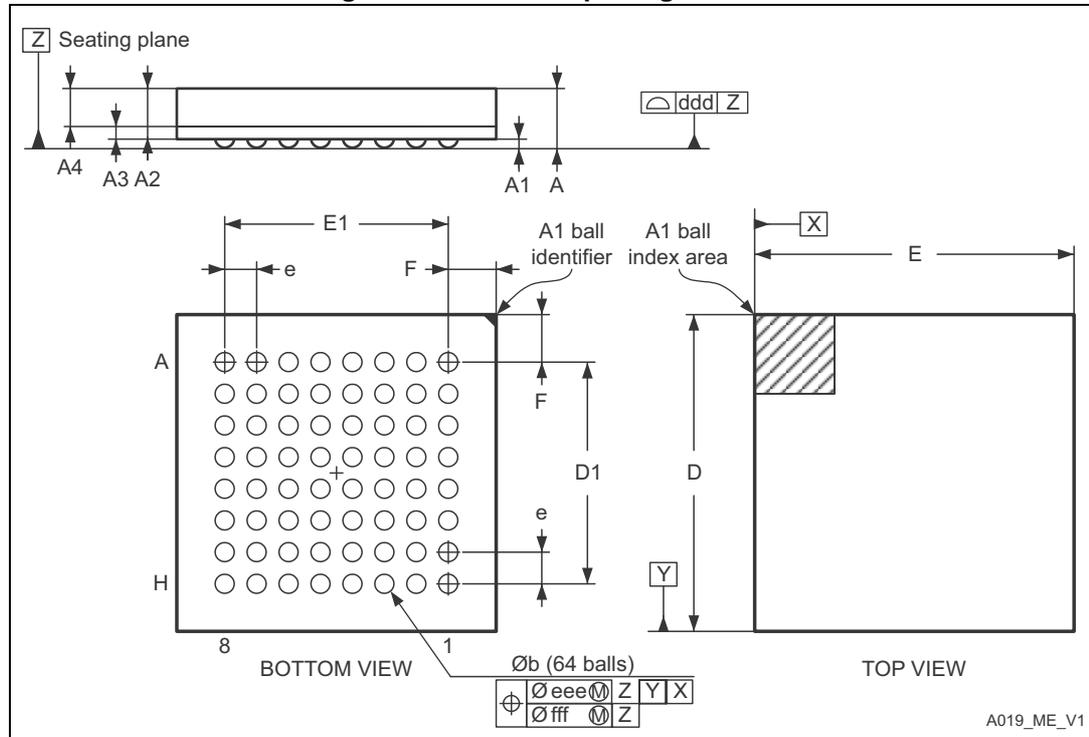 Z Seating plane
ddd Z
A4
A3 A2
A1
A
E1
e
F
A1 ball
identifier
A1 ball
index area
X
E
A
F
D1
D
e
H
Y
8
1
BOTTOM VIEW
Øb (64 balls)
TOP VIEW
Ø eee Ⓜ Z Y X
Ø fff Ⓜ Z
A019_ME_V1